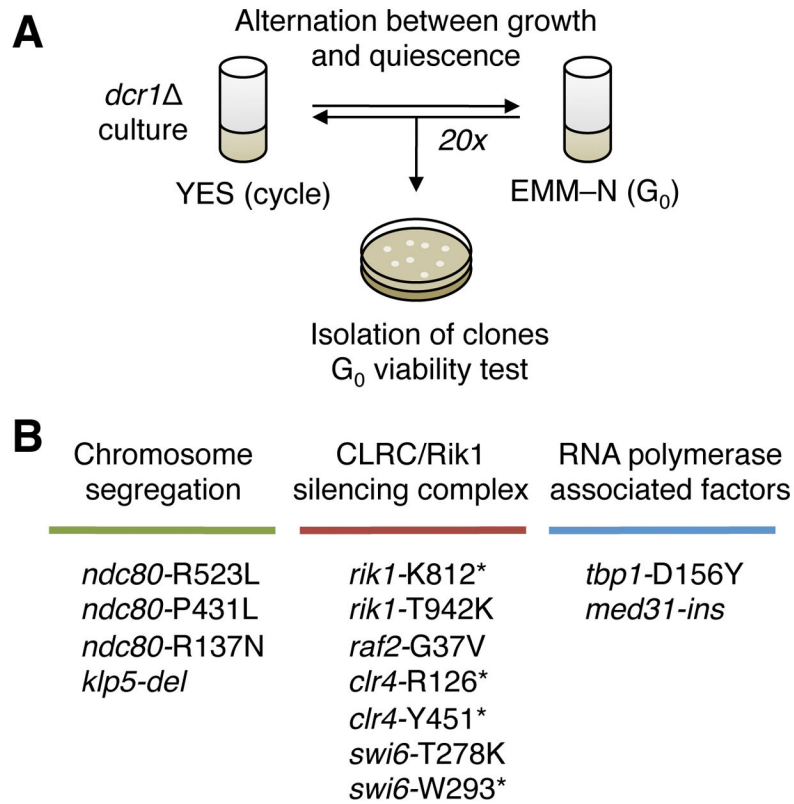 A
Alternation between growth
and quiescence
dcr1Δ
culture
20x
YES (cycle)
EMM–N (G₀)
Isolation of clones
G₀ viability test
B
Chromosome
segregation
ndc80-R523L
ndc80-P431L
ndc80-R137N
klp5-del
CLRC/Rik1
silencing complex
rik1-K812*
rik1-T942K
raf2-G37V
clr4-R126*
clr4-Y451*
swi6-T278K
swi6-W293*
RNA polymerase
associated factors
tbp1-D156Y
med31-ins